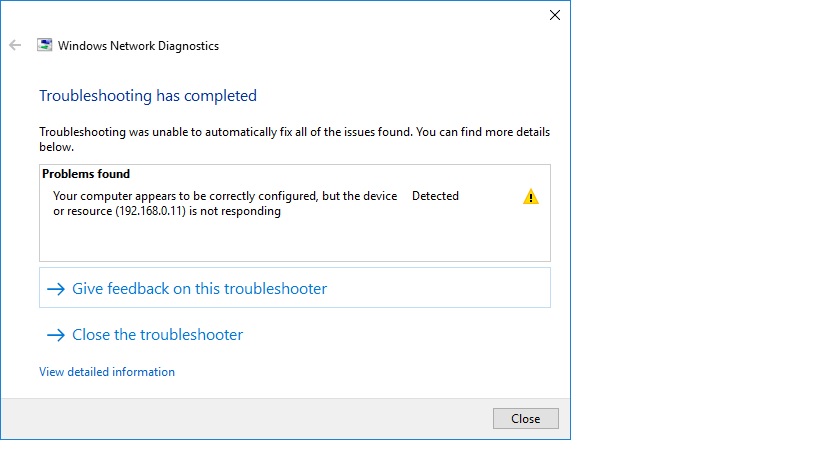 Windows Network Diagnostics
Troubleshooting has completed
Troubleshooting was unable to automatically fix all of the issues found. You can find more details
below.
Problems found
Your computer appears to be correctly configured, but the device Detected
or resource (192.168.0.11) is not responding
Give feedback on this troubleshooter
Close the troubleshooter
View detailed information
Close